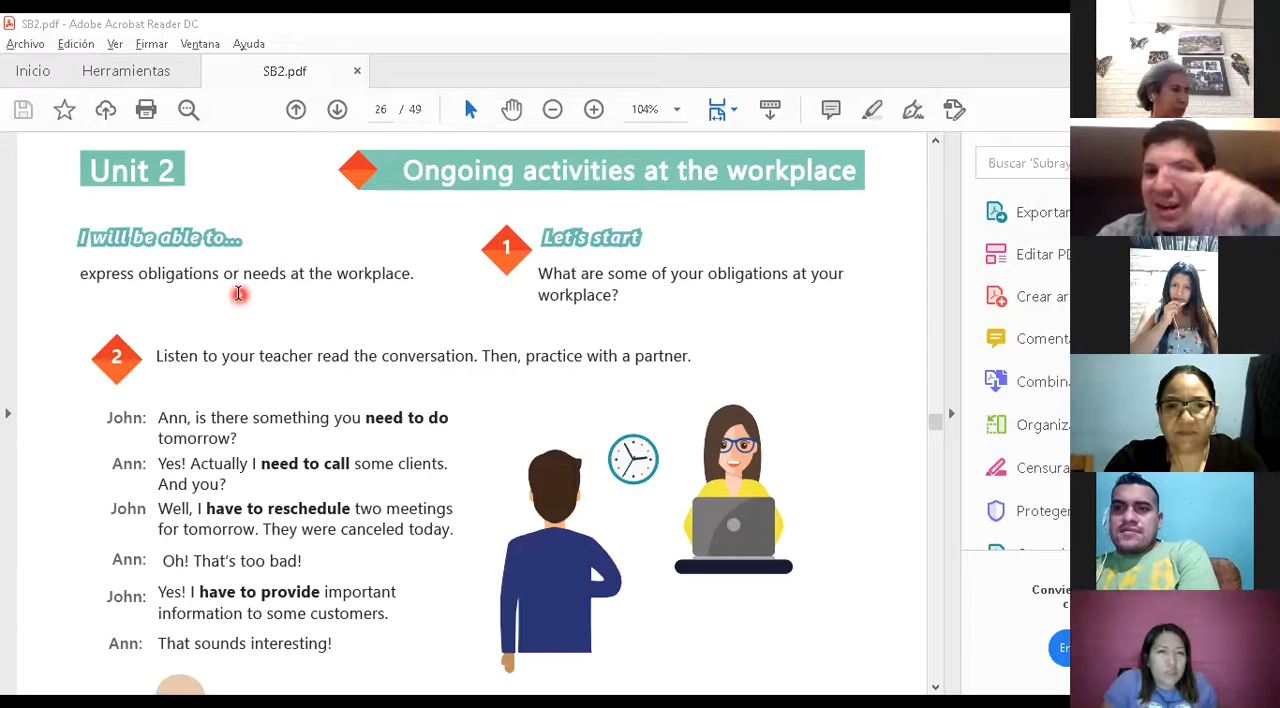 SB2.pdf - Adobe Acrobat Reader DC
Archivo Edición Ver Firmar Ventana Ayuda
Inicio Herramientas SB2.pdf ×
26 / 49 104%
Buscar 'Subray
Unit 2 Ongoing activities at the workplace
I will be able to...
express obligations or needs at the workplace.
1 Let's start
What are some of your obligations at your
workplace?
2 Listen to your teacher read the conversation. Then, practice with a partner.
John: Ann, is there something you need to do
tomorrow?
Ann: Yes! Actually I need to call some clients.
And you?
John Well, I have to reschedule two meetings
for tomorrow. They were canceled today.
Ann: Oh! That's too bad!
John: Yes! I have to provide important
information to some customers.
Ann: That sounds interesting!
Exportar
Editar PD
Crear ar
Comenta
Combina
Organiza
Censura
Proteger
Convie